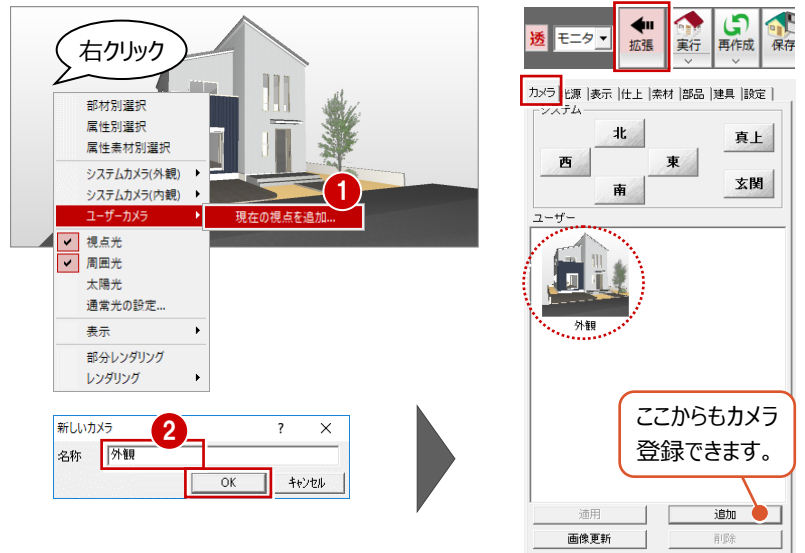 右クリック
部材別選択
属性別選択
属性素材別選択
システムカメラ(外観)
システムカメラ(内観)
ユーザーカメラ
1
現在の視点を追加...
視点光
周囲光
太陽光
通常光の設定...
表示
部分レンダリング
レンダリング
新しいカメラ
2
?
名称
外観
OK
キャンセル
透
モニタ
拡張
実行
再作成
保存
カメラ
光源
表示
仕上
素材
部品
建具
設定
システム
北
真上
西
東
南
玄関
ユーザー
外観
ここからもカメラ
登録できます。
適用
追加
画像更新
削除